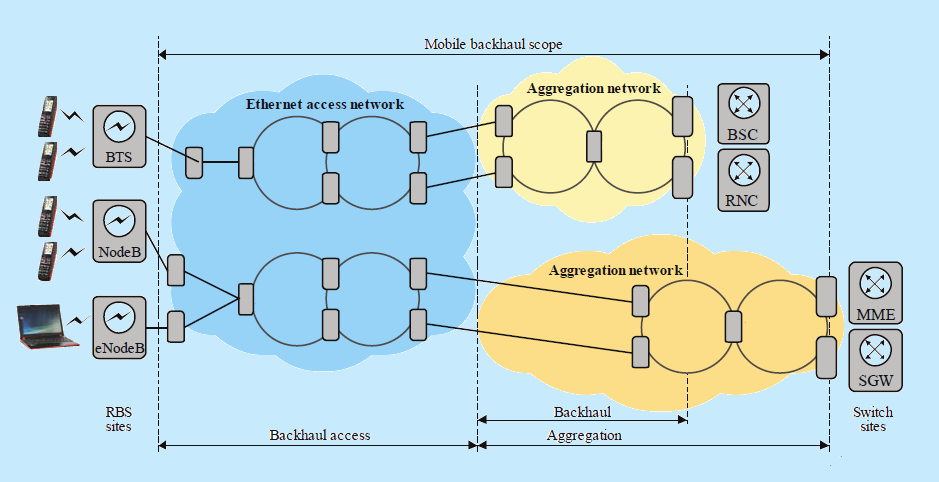 Mobile backhaul scope
Ethernet access network
Aggregation network
BTS
BSC
RNC
NodeB
Aggregation network
eNodeB
MME
SGW
RBS
sites
Backhaul
Switch
sites
Backhaul access
Aggregation